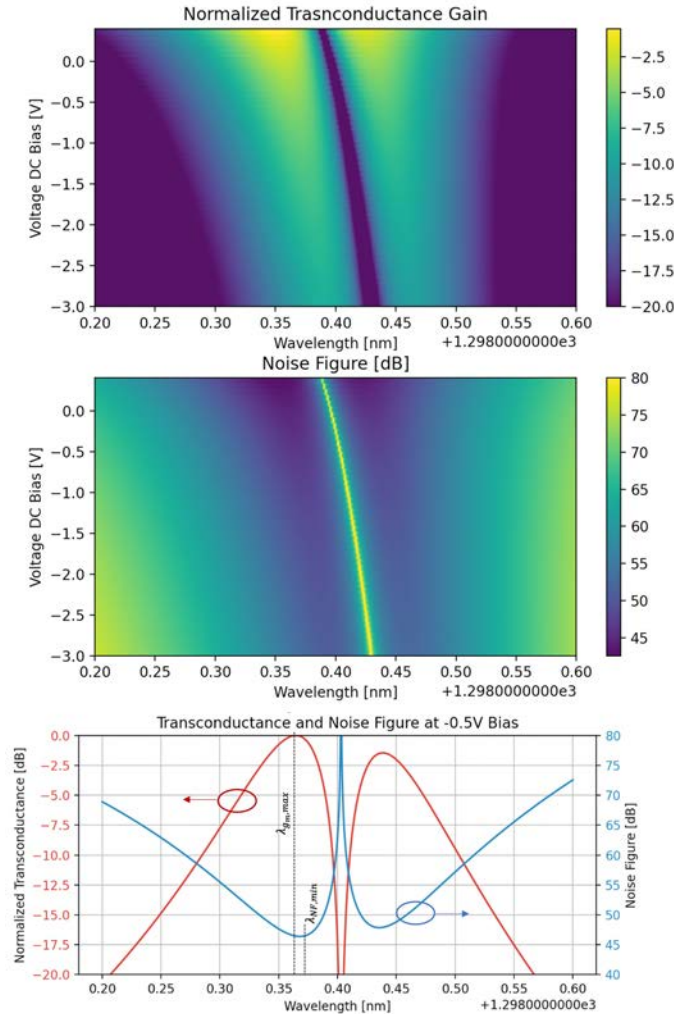 Normalized Trasnconductance Gain
Voltage DC Bias [V]
0.0
−0.5
−1.0
−1.5
−2.0
−2.5
−3.0
0.20 0.25 0.30 0.35 0.40 0.45 0.50 0.55 0.60
Wavelength [nm]
+1.2980000000e3
−2.5
−5.0
−7.5
−10.0
−12.5
−15.0
−17.5
−20.0
Noise Figure [dB]
Voltage DC Bias [V]
0.0
−0.5
−1.0
−1.5
−2.0
−2.5
−3.0
0.20 0.25 0.30 0.35 0.40 0.45 0.50 0.55 0.60
Wavelength [nm]
+1.2980000000e3
80
75
70
65
60
55
50
45
Transconductance and Noise Figure at -0.5V Bias
Normalized Transconductance [dB]
0.0
−2.5
−5.0
−7.5
−10.0
−12.5
−15.0
−17.5
−20.0
λgm,max
λNF,min
80
75
70
65
60
55
50
45
40
Noise Figure [dB]
0.20 0.25 0.30 0.35 0.40 0.45 0.50 0.55 0.60
Wavelength [nm]
+1.2980000000e3